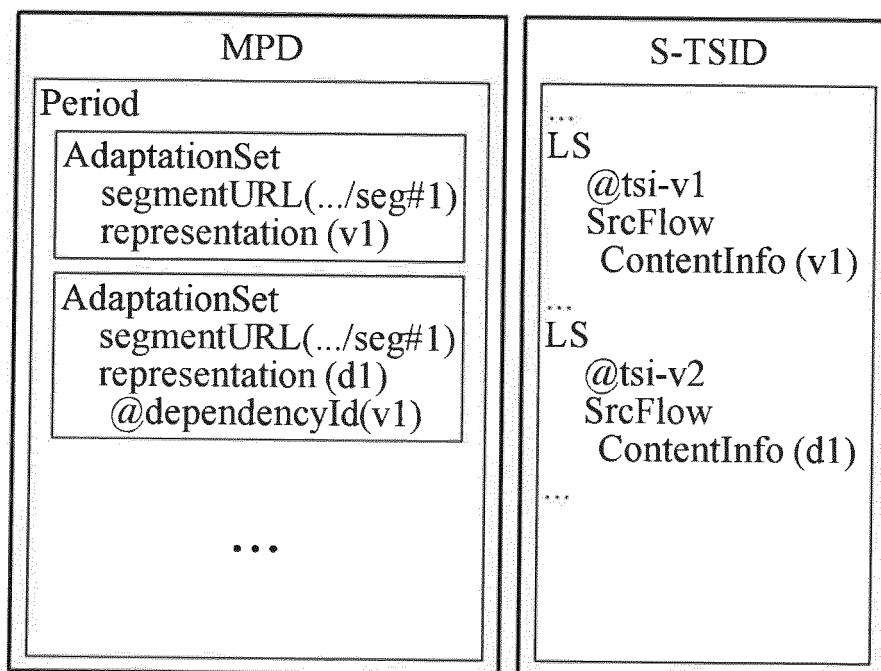 MPD
Period
AdaptationSet
segmentURL(.../seg#1)
representation (v1)
AdaptationSet
segmentURL(.../seg#1)
representation (d1)
@dependencyId(v1)
...
S-TSID
...
LS
@tsi-v1
SrcFlow
ContentInfo (v1)
...
LS
@tsi-v2
SrcFlow
ContentInfo (d1)
...